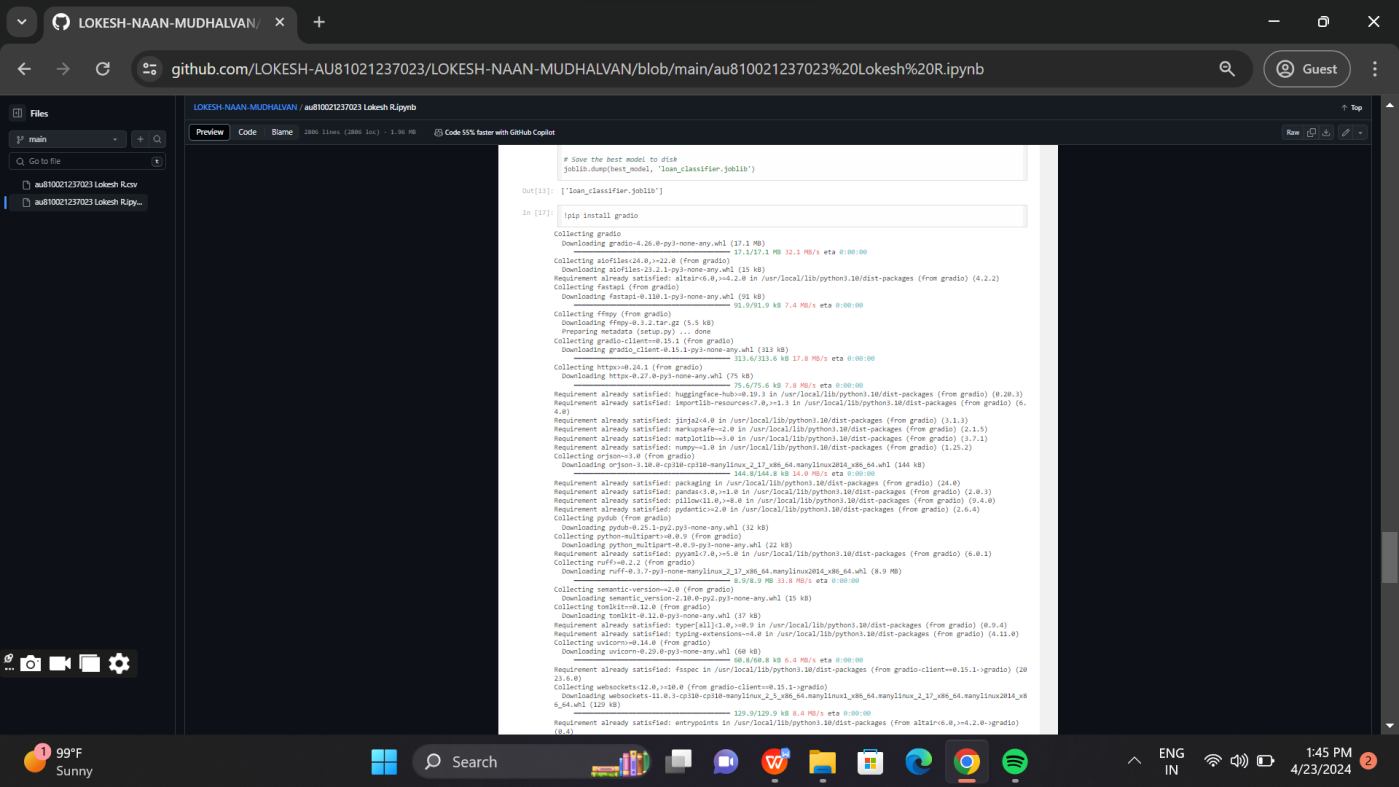 LOKESH-NAAN-MUDHALVAN/
github.com/LOKESH-AU81021237023/LOKESH-NAAN-MUDHALVAN/blob/main/au810021237023%20Lokesh%20R.ipynb
Guest
Files
LOKESH-NAAN-MUDHALVAN / au810021237023 Lokesh R.ipynb
Top
main
Preview Code Blame 2806 lines (2806 loc) · 1.96 MB Code 55% faster with GitHub Copilot
Raw
Go to file t
au810021237023 Lokesh R.csv
au810021237023 Lokesh R.ipy...
# Save the best model to disk
joblib.dump(best_model, 'loan_classifier.joblib')
Out[13]: ['loan_classifier.joblib']
In [17]: !pip install gradio
Collecting gradio
Downloading gradio-4.26.0-py3-none-any.whl (17.1 MB)
17.1/17.1 MB 32.1 MB/s eta 0:00:00
Collecting aiofiles<24.0,>=22.0 (from gradio)
Downloading aiofiles-23.2.1-py3-none-any.whl (15 kB)
Requirement already satisfied: altair<6.0,>=4.2.0 in /usr/local/lib/python3.10/dist-packages (from gradio) (4.2.2)
Collecting fastapi (from gradio)
Downloading fastapi-0.110.1-py3-none-any.whl (91 kB)
91.9/91.9 kB 7.4 MB/s eta 0:00:00
Collecting ffmpy (from gradio)
Downloading ffmpy-0.3.2.tar.gz (5.5 kB)
Preparing metadata (setup.py) ... done
Collecting gradio-client==0.15.1 (from gradio)
Downloading gradio_client-0.15.1-py3-none-any.whl (313 kB)
313.6/313.6 kB 17.8 MB/s eta 0:00:00
Collecting httpx>=0.24.1 (from gradio)
Downloading httpx-0.27.0-py3-none-any.whl (75 kB)
75.6/75.6 kB 7.8 MB/s eta 0:00:00
Requirement already satisfied: huggingface-hub>=0.19.3 in /usr/local/lib/python3.10/dist-packages (from gradio) (0.20.3)
Requirement already satisfied: importlib-resources<7.0,>=1.3 in /usr/local/lib/python3.10/dist-packages (from gradio) (6.
4.0)
Requirement already satisfied: jinja2<4.0 in /usr/local/lib/python3.10/dist-packages (from gradio) (3.1.3)
Requirement already satisfied: markupsafe~=2.0 in /usr/local/lib/python3.10/dist-packages (from gradio) (2.1.5)
Requirement already satisfied: matplotlib~=3.0 in /usr/local/lib/python3.10/dist-packages (from gradio) (3.7.1)
Requirement already satisfied: numpy~=1.0 in /usr/local/lib/python3.10/dist-packages (from gradio) (1.25.2)
Collecting orjson~=3.0 (from gradio)
Downloading orjson-3.10.0-cp310-cp310-manylinux_2_17_x86_64.manylinux2014_x86_64.whl (144 kB)
144.8/144.8 kB 14.0 MB/s eta 0:00:00
Requirement already satisfied: packaging in /usr/local/lib/python3.10/dist-packages (from gradio) (24.0)
Requirement already satisfied: pandas<3.0,>=1.0 in /usr/local/lib/python3.10/dist-packages (from gradio) (2.0.3)
Requirement already satisfied: pillow<11.0,>=8.0 in /usr/local/lib/python3.10/dist-packages (from gradio) (9.4.0)
Requirement already satisfied: pydantic>=2.0 in /usr/local/lib/python3.10/dist-packages (from gradio) (2.6.4)
Collecting pydub (from gradio)
Downloading pydub-0.25.1-py2.py3-none-any.whl (32 kB)
Collecting python-multipart>=0.0.9 (from gradio)
Downloading python_multipart-0.0.9-py3-none-any.whl (22 kB)
Requirement already satisfied: pyyaml<7.0,>=5.0 in /usr/local/lib/python3.10/dist-packages (from gradio) (6.0.1)
Collecting ruff>=0.2.2 (from gradio)
Downloading ruff-0.3.7-py3-none-manylinux_2_17_x86_64.manylinux2014_x86_64.whl (8.9 MB)
8.9/8.9 MB 33.8 MB/s eta 0:00:00
Collecting semantic-version~=2.0 (from gradio)
Downloading semantic_version-2.10.0-py2.py3-none-any.whl (15 kB)
Collecting tomlkit==0.12.0 (from gradio)
Downloading tomlkit-0.12.0-py3-none-any.whl (37 kB)
Requirement already satisfied: typer[all]<1.0,>=0.9 in /usr/local/lib/python3.10/dist-packages (from gradio) (0.9.4)
Requirement already satisfied: typing-extensions~=4.0 in /usr/local/lib/python3.10/dist-packages (from gradio) (4.11.0)
Collecting uvicorn>=0.14.0 (from gradio)
Downloading uvicorn-0.29.0-py3-none-any.whl (60 kB)
60.8/60.8 kB 6.4 MB/s eta 0:00:00
Requirement already satisfied: fsspec in /usr/local/lib/python3.10/dist-packages (from gradio-client==0.15.1->gradio) (20
23.6.0)
Collecting websockets<12.0,>=10.0 (from gradio-client==0.15.1->gradio)
Downloading websockets-11.0.3-cp310-cp310-manylinux_2_5_x86_64.manylinux1_x86_64.manylinux_2_17_x86_64.manylinux2014_x8
6_64.whl (129 kB)
129.9/129.9 kB 8.4 MB/s eta 0:00:00
Requirement already satisfied: entrypoints in /usr/local/lib/python3.10/dist-packages (from altair<6.0,>=4.2.0->gradio)
(0.4)
1
99°F
Sunny
Search
ENG
IN
1:45 PM
4/23/2024
2